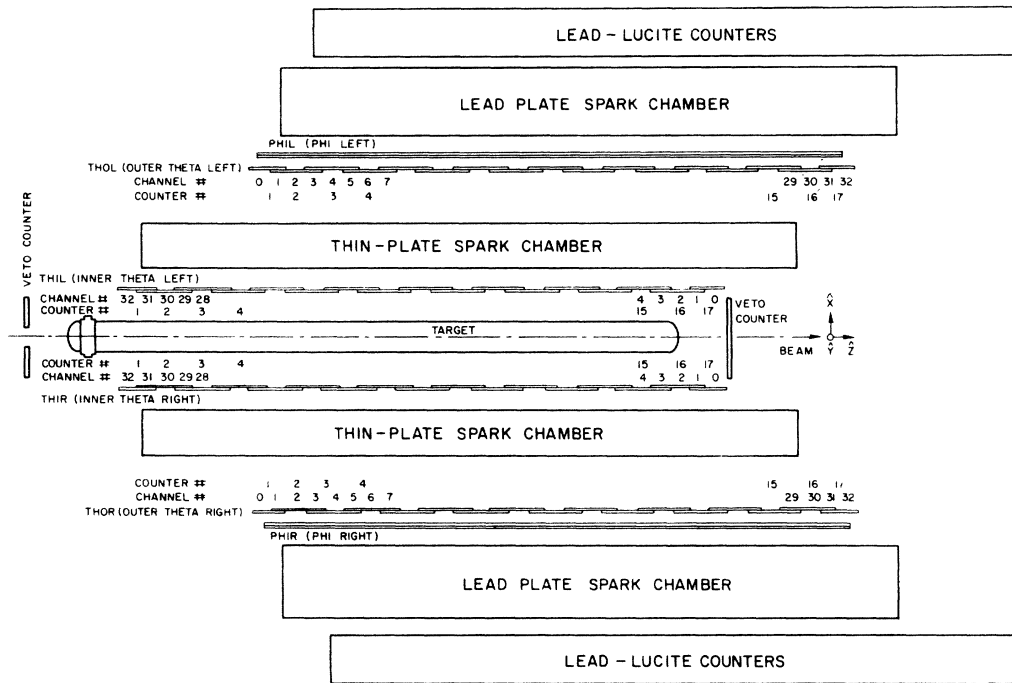 LEAD – LUCITE COUNTERS
LEAD PLATE SPARK CHAMBER
PHIL (PHI LEFT)
THOL (OUTER THETA LEFT)
CHANNEL # 0 1 2 3 4 5 6 7 29 30 31 32
COUNTER # 1 2 3 4 15 16 17
VETO COUNTER
THIN-PLATE SPARK CHAMBER
THIL (INNER THETA LEFT)
CHANNEL # 32 31 30 29 28 4 3 2 1 0
COUNTER # 1 2 3 4 15 16 17
VETO
COUNTER
TARGET
X̂
BEAM Ŷ Ẑ
COUNTER # 1 2 3 4 15 16 17
CHANNEL # 32 31 30 29 28 4 3 2 1 0
THIR (INNER THETA RIGHT)
THIN-PLATE SPARK CHAMBER
COUNTER # 1 2 3 4 15 16 17
CHANNEL # 0 1 2 3 4 5 6 7 29 30 31 32
THOR (OUTER THETA RIGHT)
PHIR (PHI RIGHT)
LEAD PLATE SPARK CHAMBER
LEAD – LUCITE COUNTERS